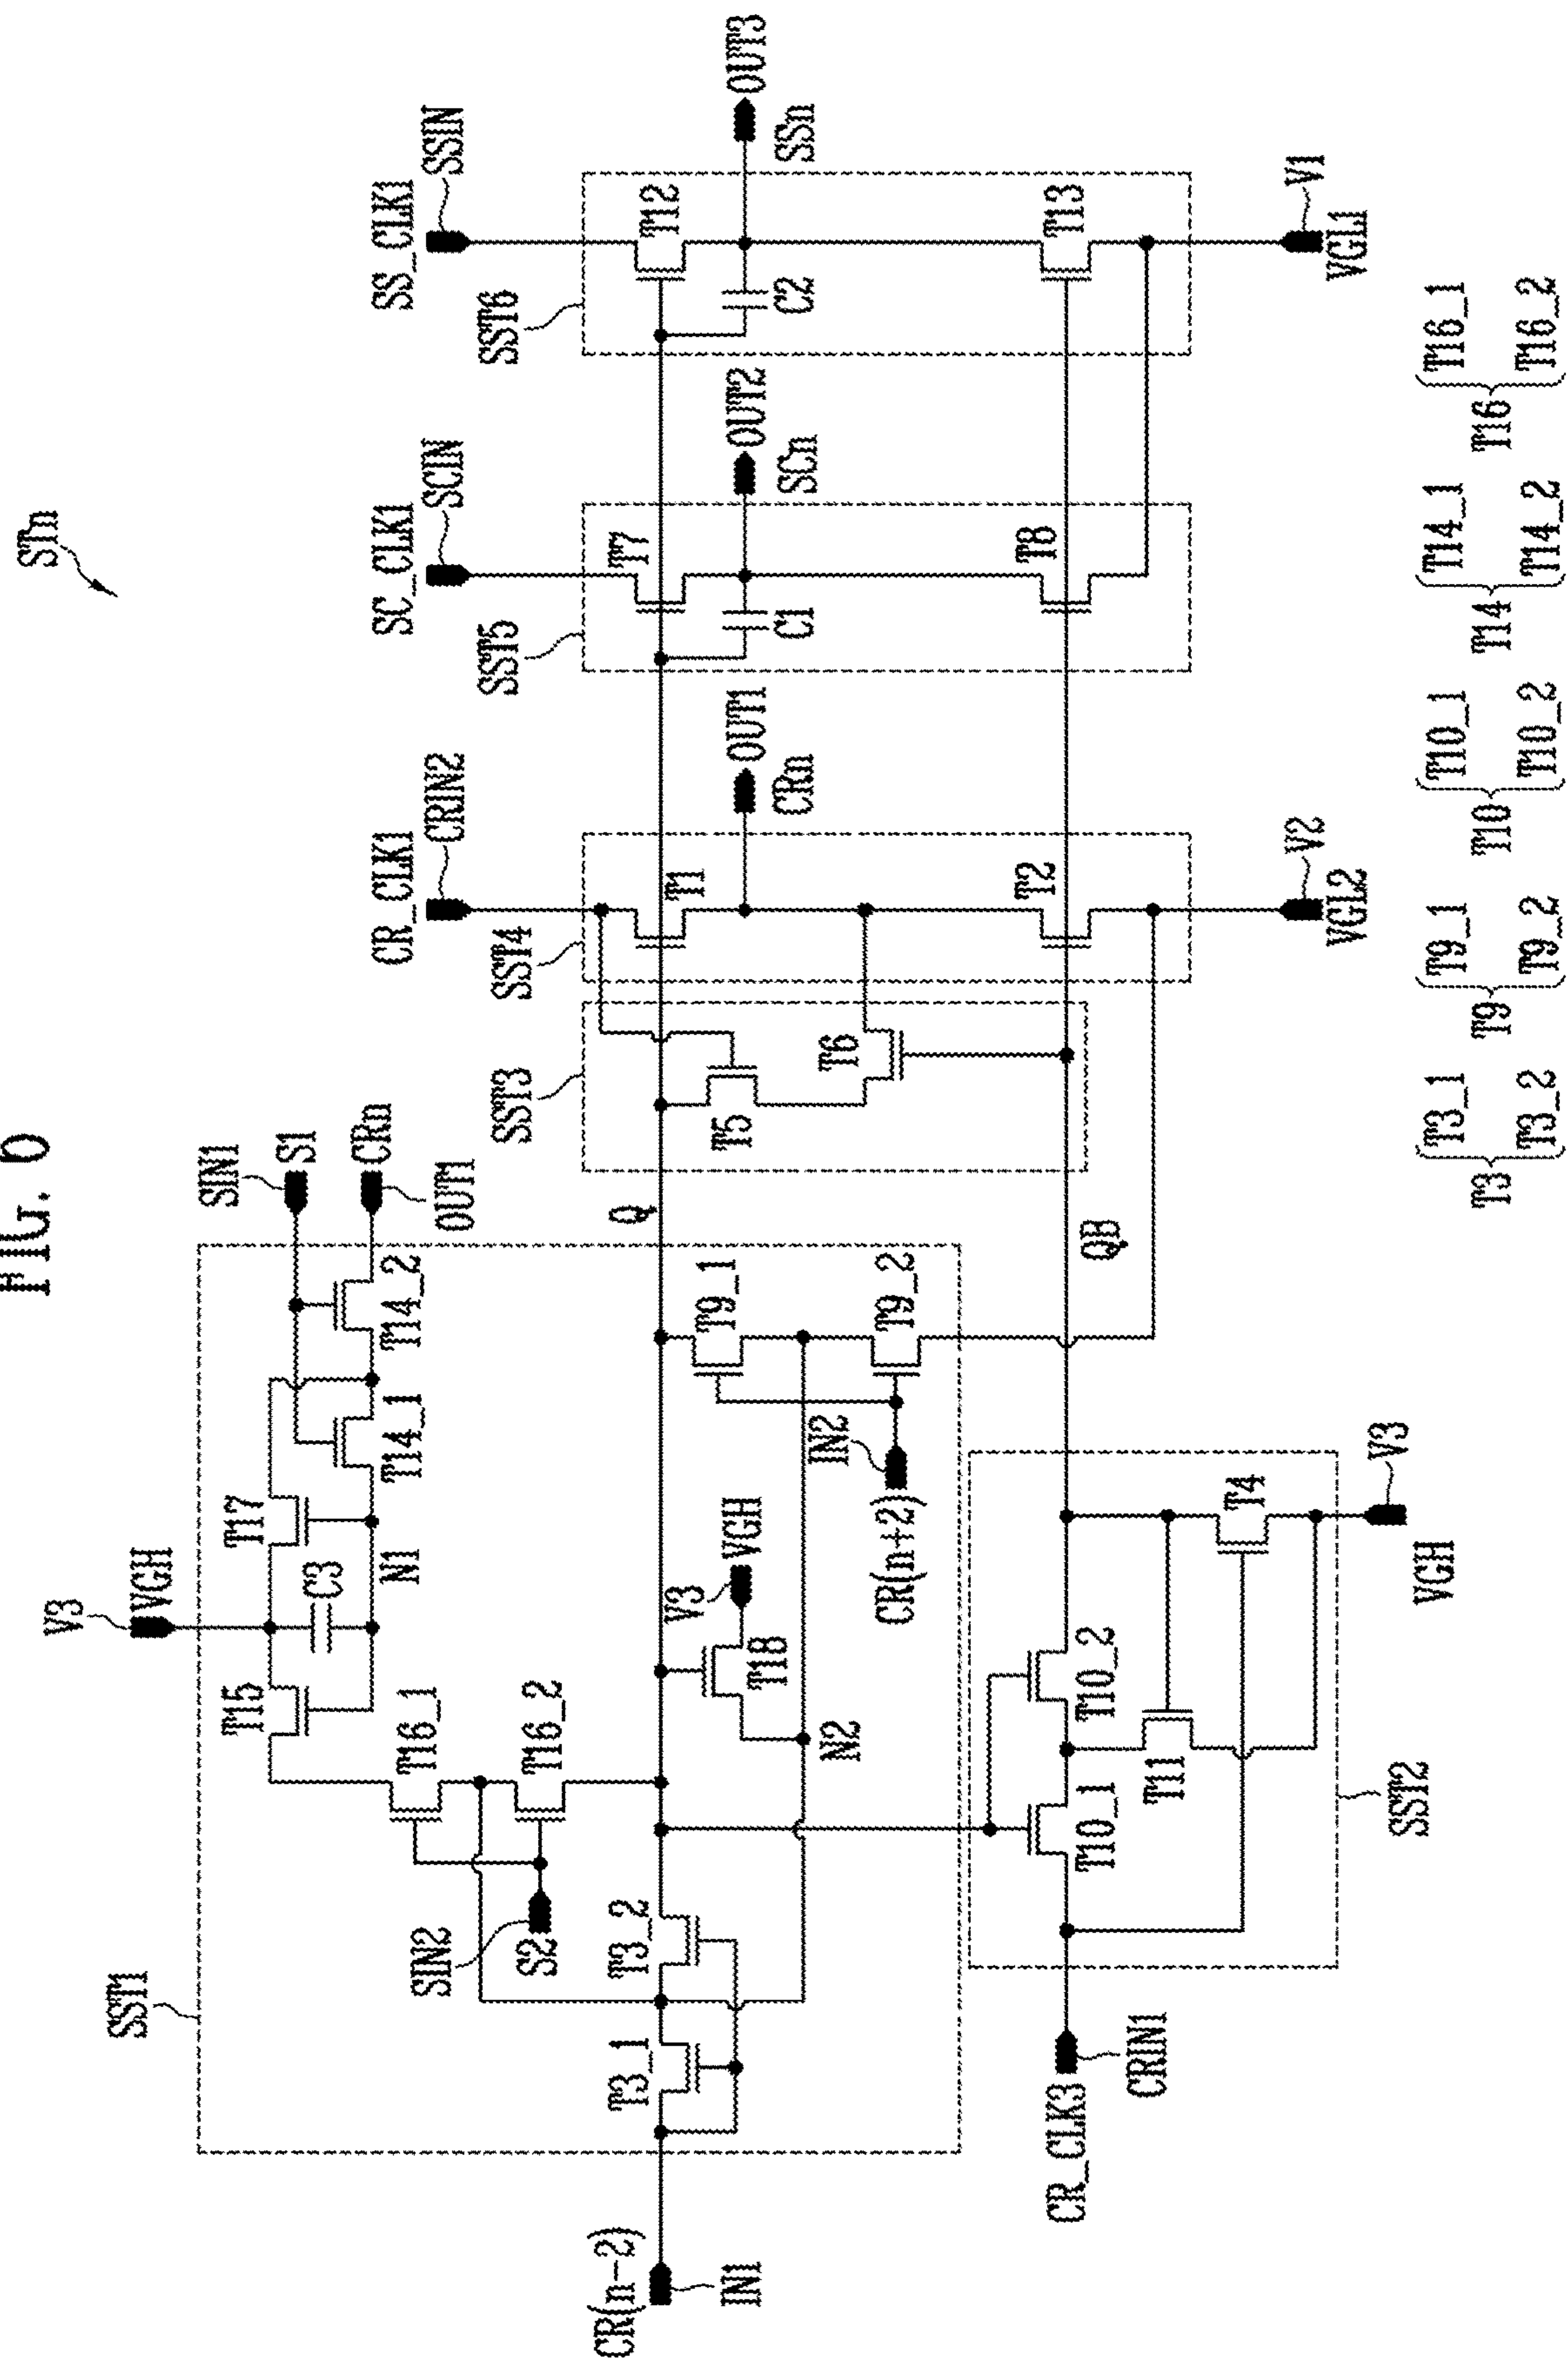 FIG. 6
STn
SST1
V3
VGH
T15
C3
T17
N1
T14_1
T14_2
SIN1
S1
CRn
OUT1
T16_1
T16_2
SIN2
S2
T3_1
T3_2
CR(n-2)
IN1
V3
VGH
T18
N2
T9_1
T9_2
IN2
CR(n+2)
Q
QB
CR_CLK3
CRIN1
T10_1
T10_2
T11
T4
SST2
V3
VGH
SST3
T5
T6
SST4
CR_CLK1
CRIN2
T1
OUT1
CRn
T2
V2
VGL2
SST5
SC_CLK1
SCIN
T7
C1
OUT2
SCn
T8
SST6
SS_CLK1
SSIN
T12
C2
OUT3
SSn
T13
V1
VGL1
T3 { T3_1 T3_2
T9 { T9_1 T9_2
T10 { T10_1 T10_2
T14 { T14_1 T14_2
T16 { T16_1 T16_2